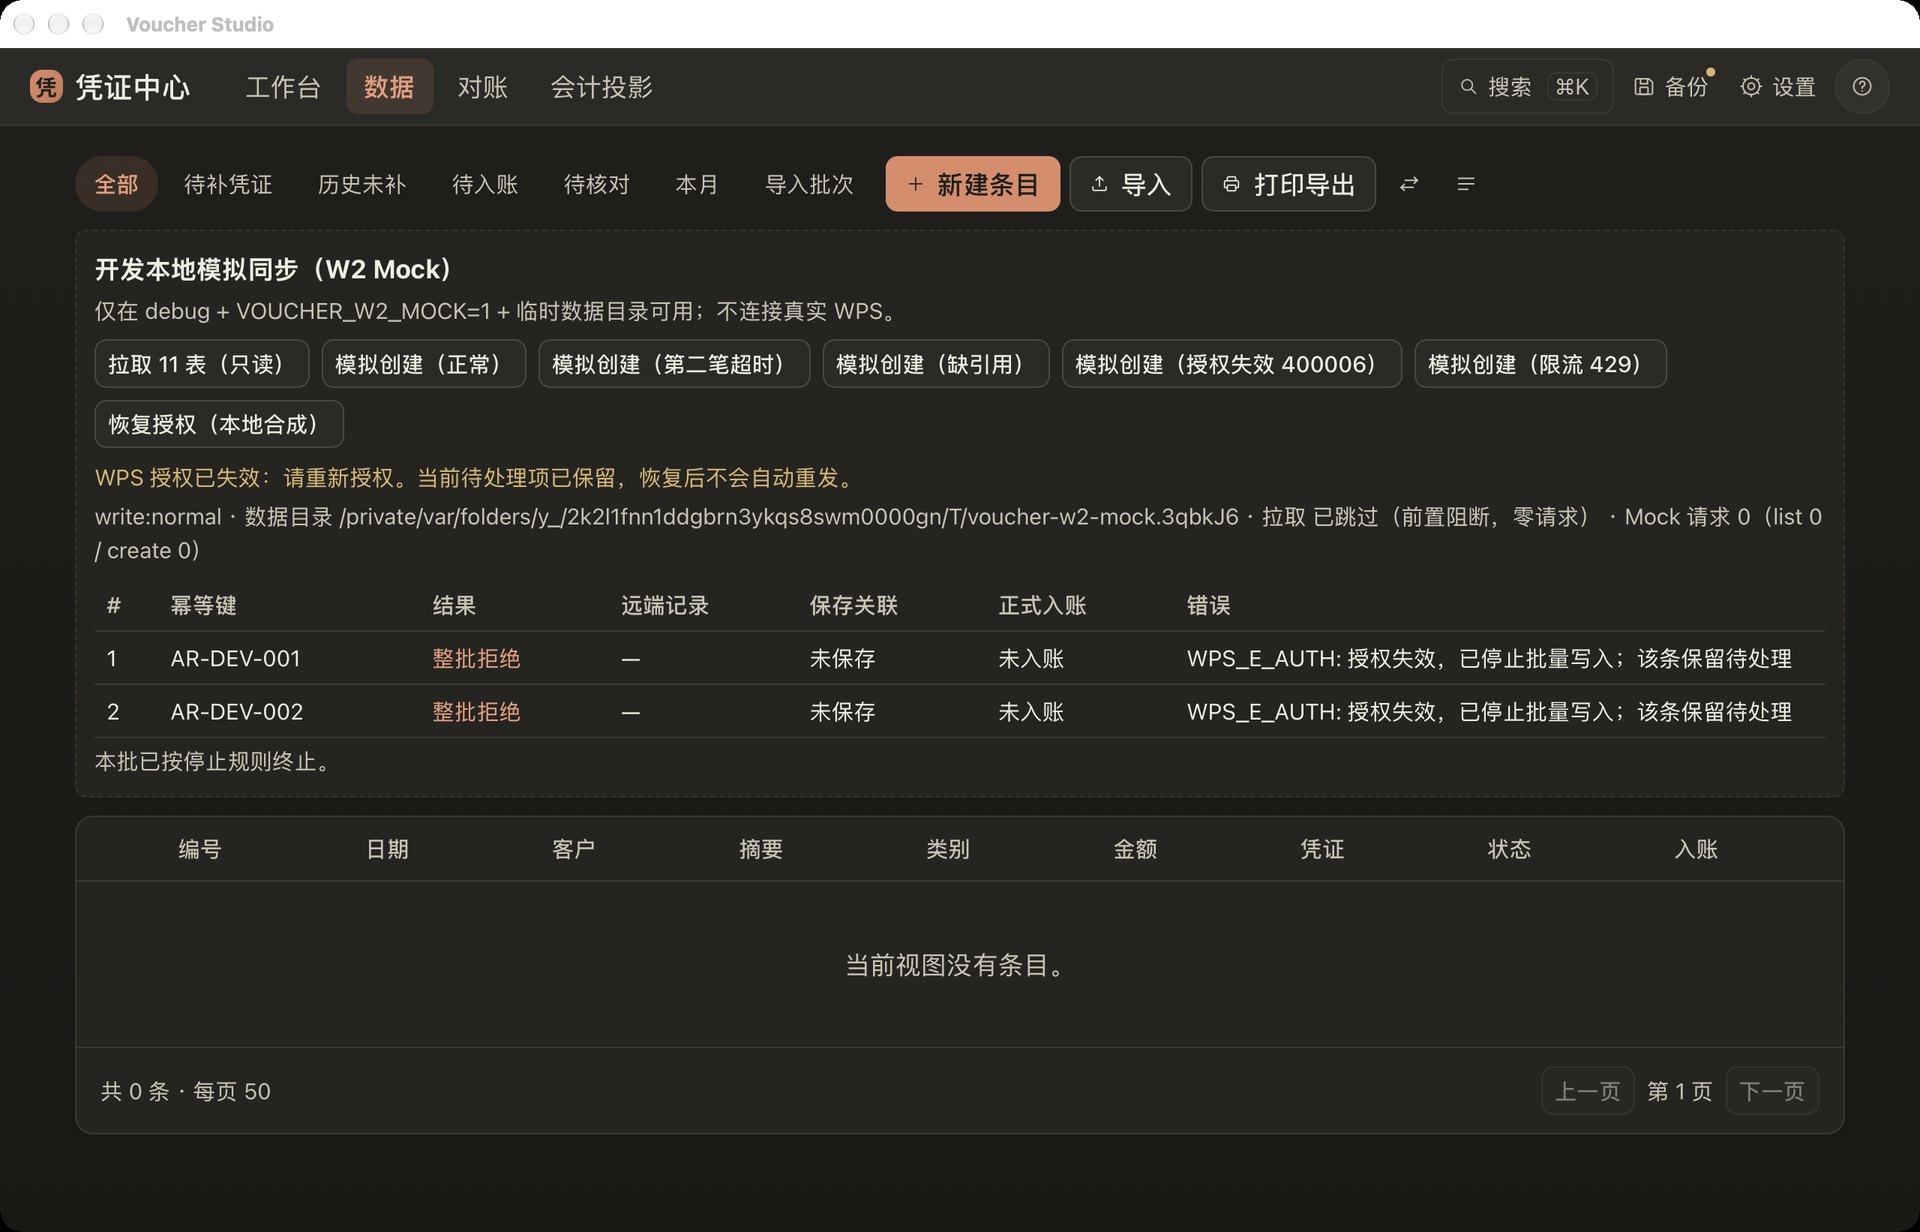 Voucher Studio
凭 凭证中心 工作台 数据 对账 会计投影 搜索 ⌘K 备份 设置
全部 待补凭证 历史未补 待入账 待核对 本月 导入批次 + 新建条目 导入 打印导出
开发本地模拟同步（W2 Mock）
仅在 debug + VOUCHER_W2_MOCK=1 + 临时数据目录可用；不连接真实 WPS。
拉取 11 表（只读） 模拟创建（正常） 模拟创建（第二笔超时） 模拟创建（缺引用） 模拟创建（授权失效 400006） 模拟创建（限流 429）
恢复授权（本地合成）
WPS 授权已失效：请重新授权。当前待处理项已保留，恢复后不会自动重发。
write:normal · 数据目录 /private/var/folders/y_/2k2l1fnn1ddgbrn3ykqs8swm0000gn/T/voucher-w2-mock.3qbkJ6 · 拉取 已跳过（前置阻断，零请求） · Mock 请求 0（list 0
/ create 0）
# 幂等键 结果 远端记录 保存关联 正式入账 错误
1 AR-DEV-001 整批拒绝 — 未保存 未入账 WPS_E_AUTH: 授权失效，已停止批量写入；该条保留待处理
2 AR-DEV-002 整批拒绝 — 未保存 未入账 WPS_E_AUTH: 授权失效，已停止批量写入；该条保留待处理
本批已按停止规则终止。
编号 日期 客户 摘要 类别 金额 凭证 状态 入账
当前视图没有条目。
共 0 条 · 每页 50 上一页 第 1 页 下一页